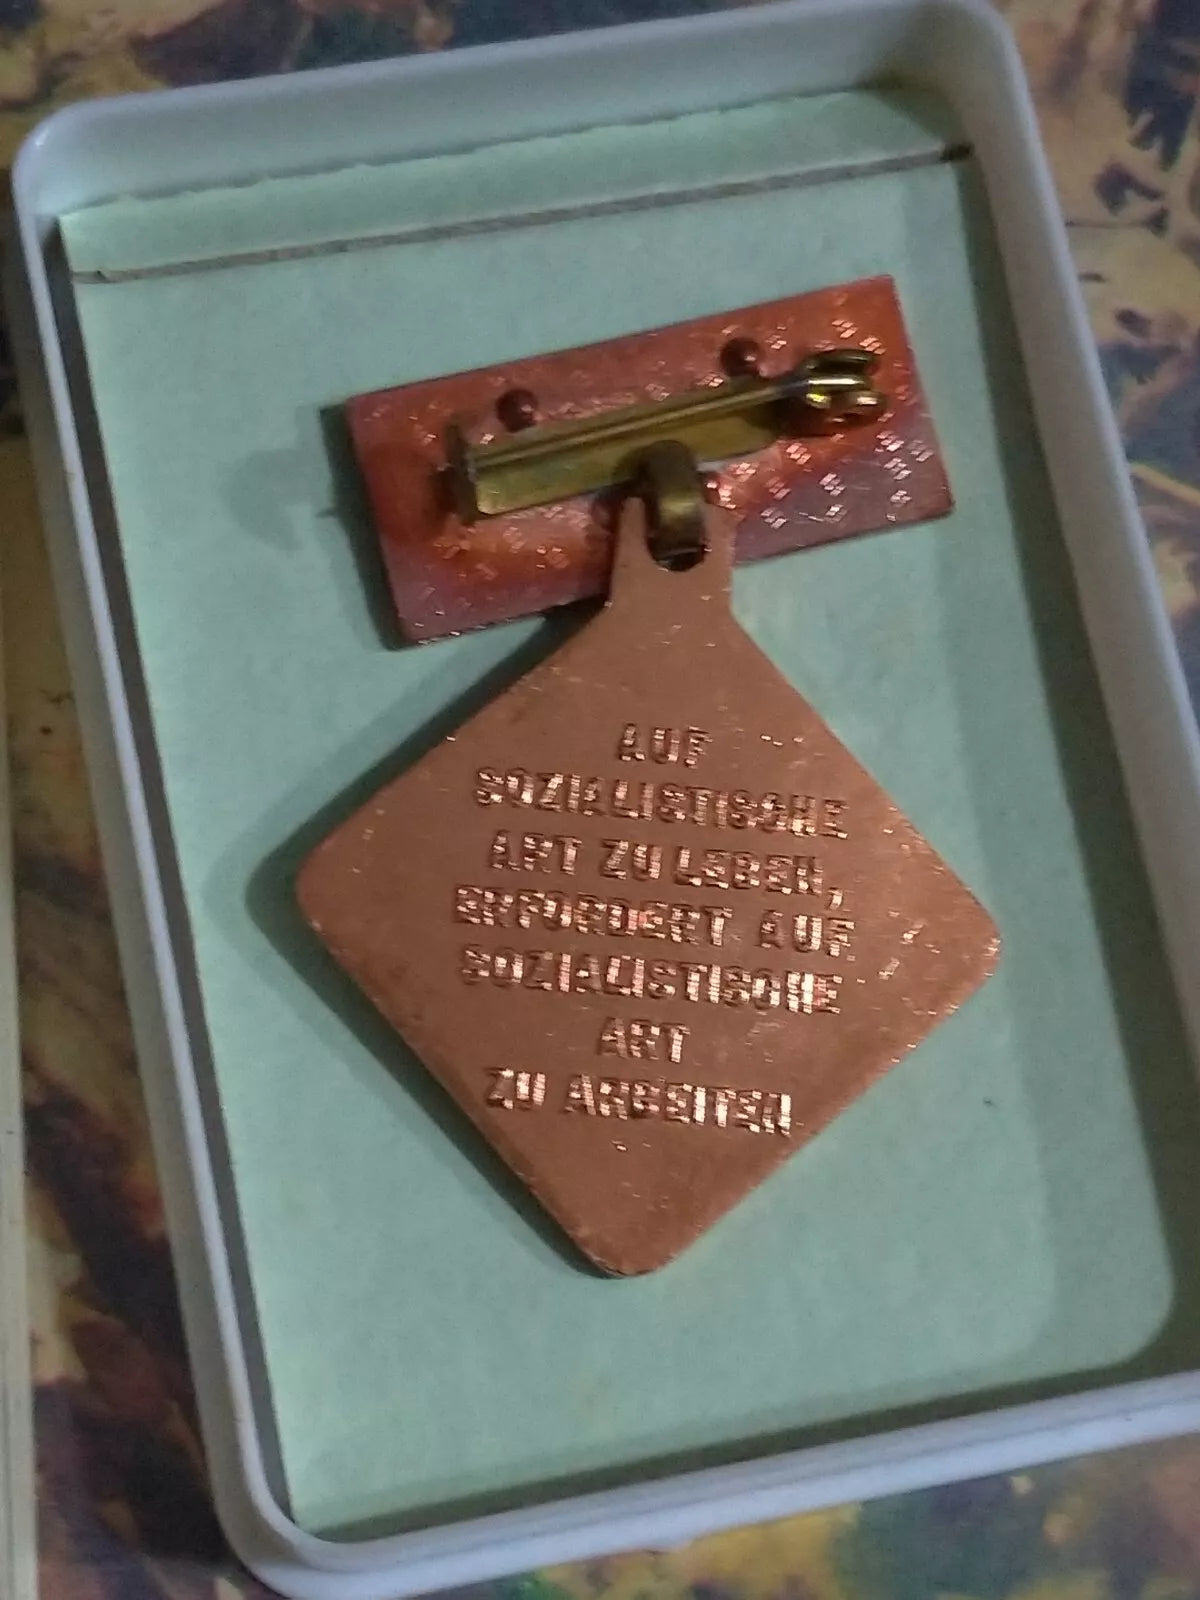 AUF
SOZIALISTISCHE
ART ZU LEBEN,
ERFORDERT AUF
SOZIALISTISCHE
ART
ZU ARBEITEN